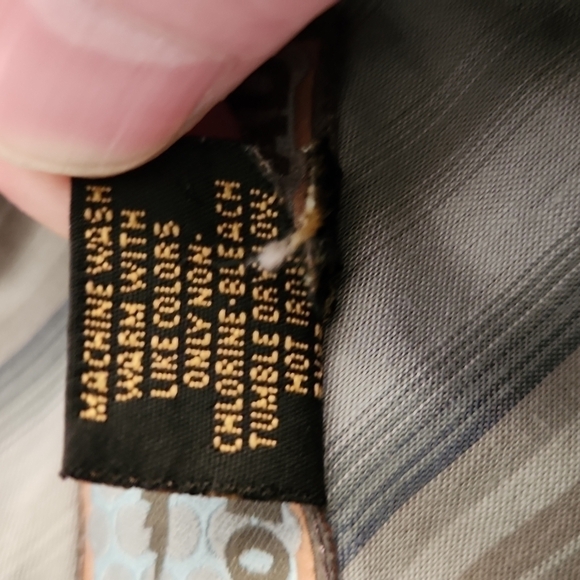 MACHINE WASH
WARM WITH
LIKE COLORS
ONLY NON-
CHLORINE-BLEACH
TUMBLE DRY LOW
HOT IRON